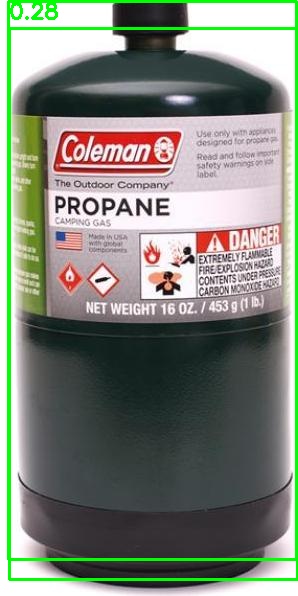 0.28
Coleman
The Outdoor Company®
PROPANE
CAMPING GAS
Made in USA
with global
components
Use only with appliances
designed for propane gas.
Read and follow important
safety warnings on side
label.
DANGER
EXTREMELY FLAMMABLE
FIRE/EXPLOSION HAZARD
CONTENTS UNDER PRESSURE
CARBON MONOXIDE HAZARD
NET WEIGHT 16 OZ. / 453 g (1 lb.)